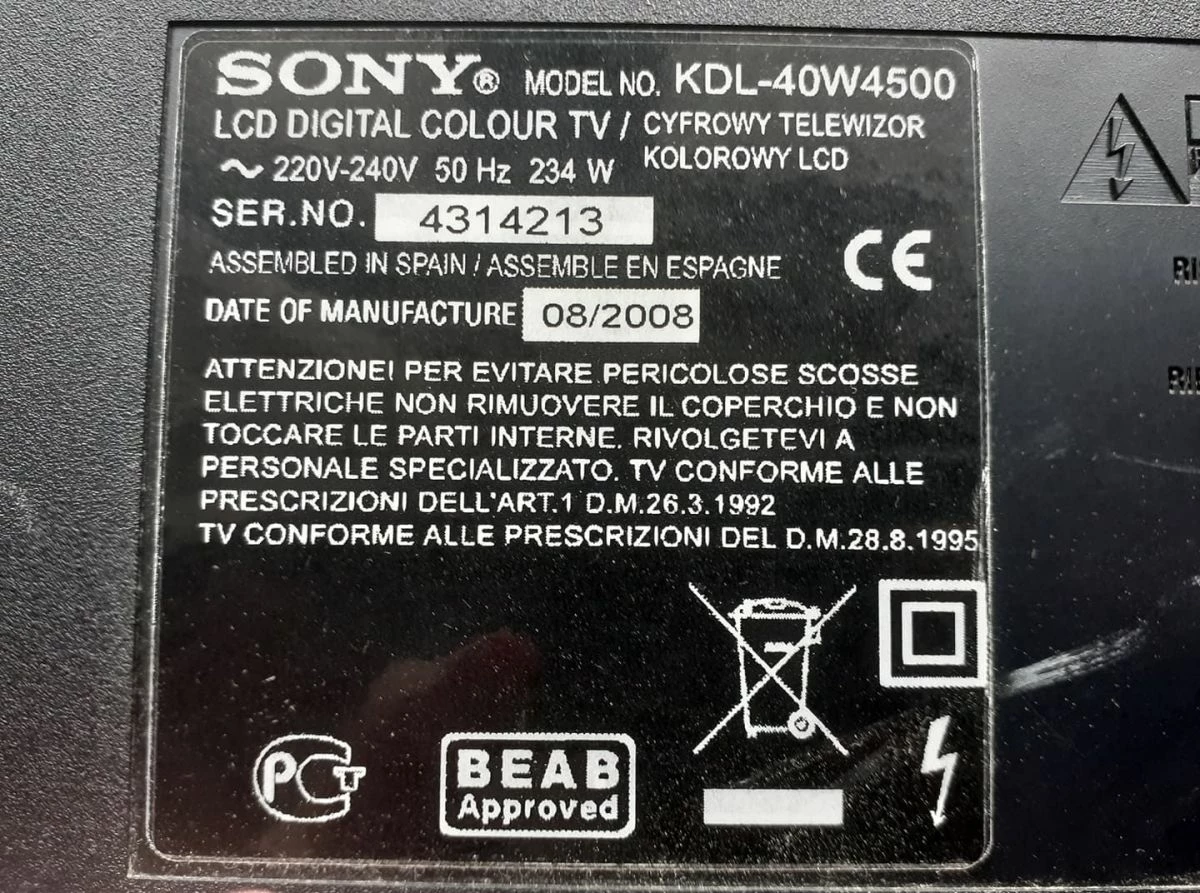 SONY® MODEL NO. KDL-40W4500
LCD DIGITAL COLOUR TV / CYFROWY TELEWIZOR
KOLOROWY LCD
~ 220V-240V 50 Hz 234 W
SER.NO. 4314213
ASSEMBLED IN SPAIN / ASSEMBLE EN ESPAGNE
CE
DATE OF MANUFACTURE 08/2008
ATTENZIONE! PER EVITARE PERICOLOSE SCOSSE
ELETTRICHE NON RIMUOVERE IL COPERCHIO E NON
TOCCARE LE PARTI INTERNE. RIVOLGETEVI A
PERSONALE SPECIALIZZATO. TV CONFORME ALLE
PRESCRIZIONI DELL'ART.1 D.M.26.3.1992
TV CONFORME ALLE PRESCRIZIONI DEL D.M.28.8.1995
PCT
BEAB
Approved